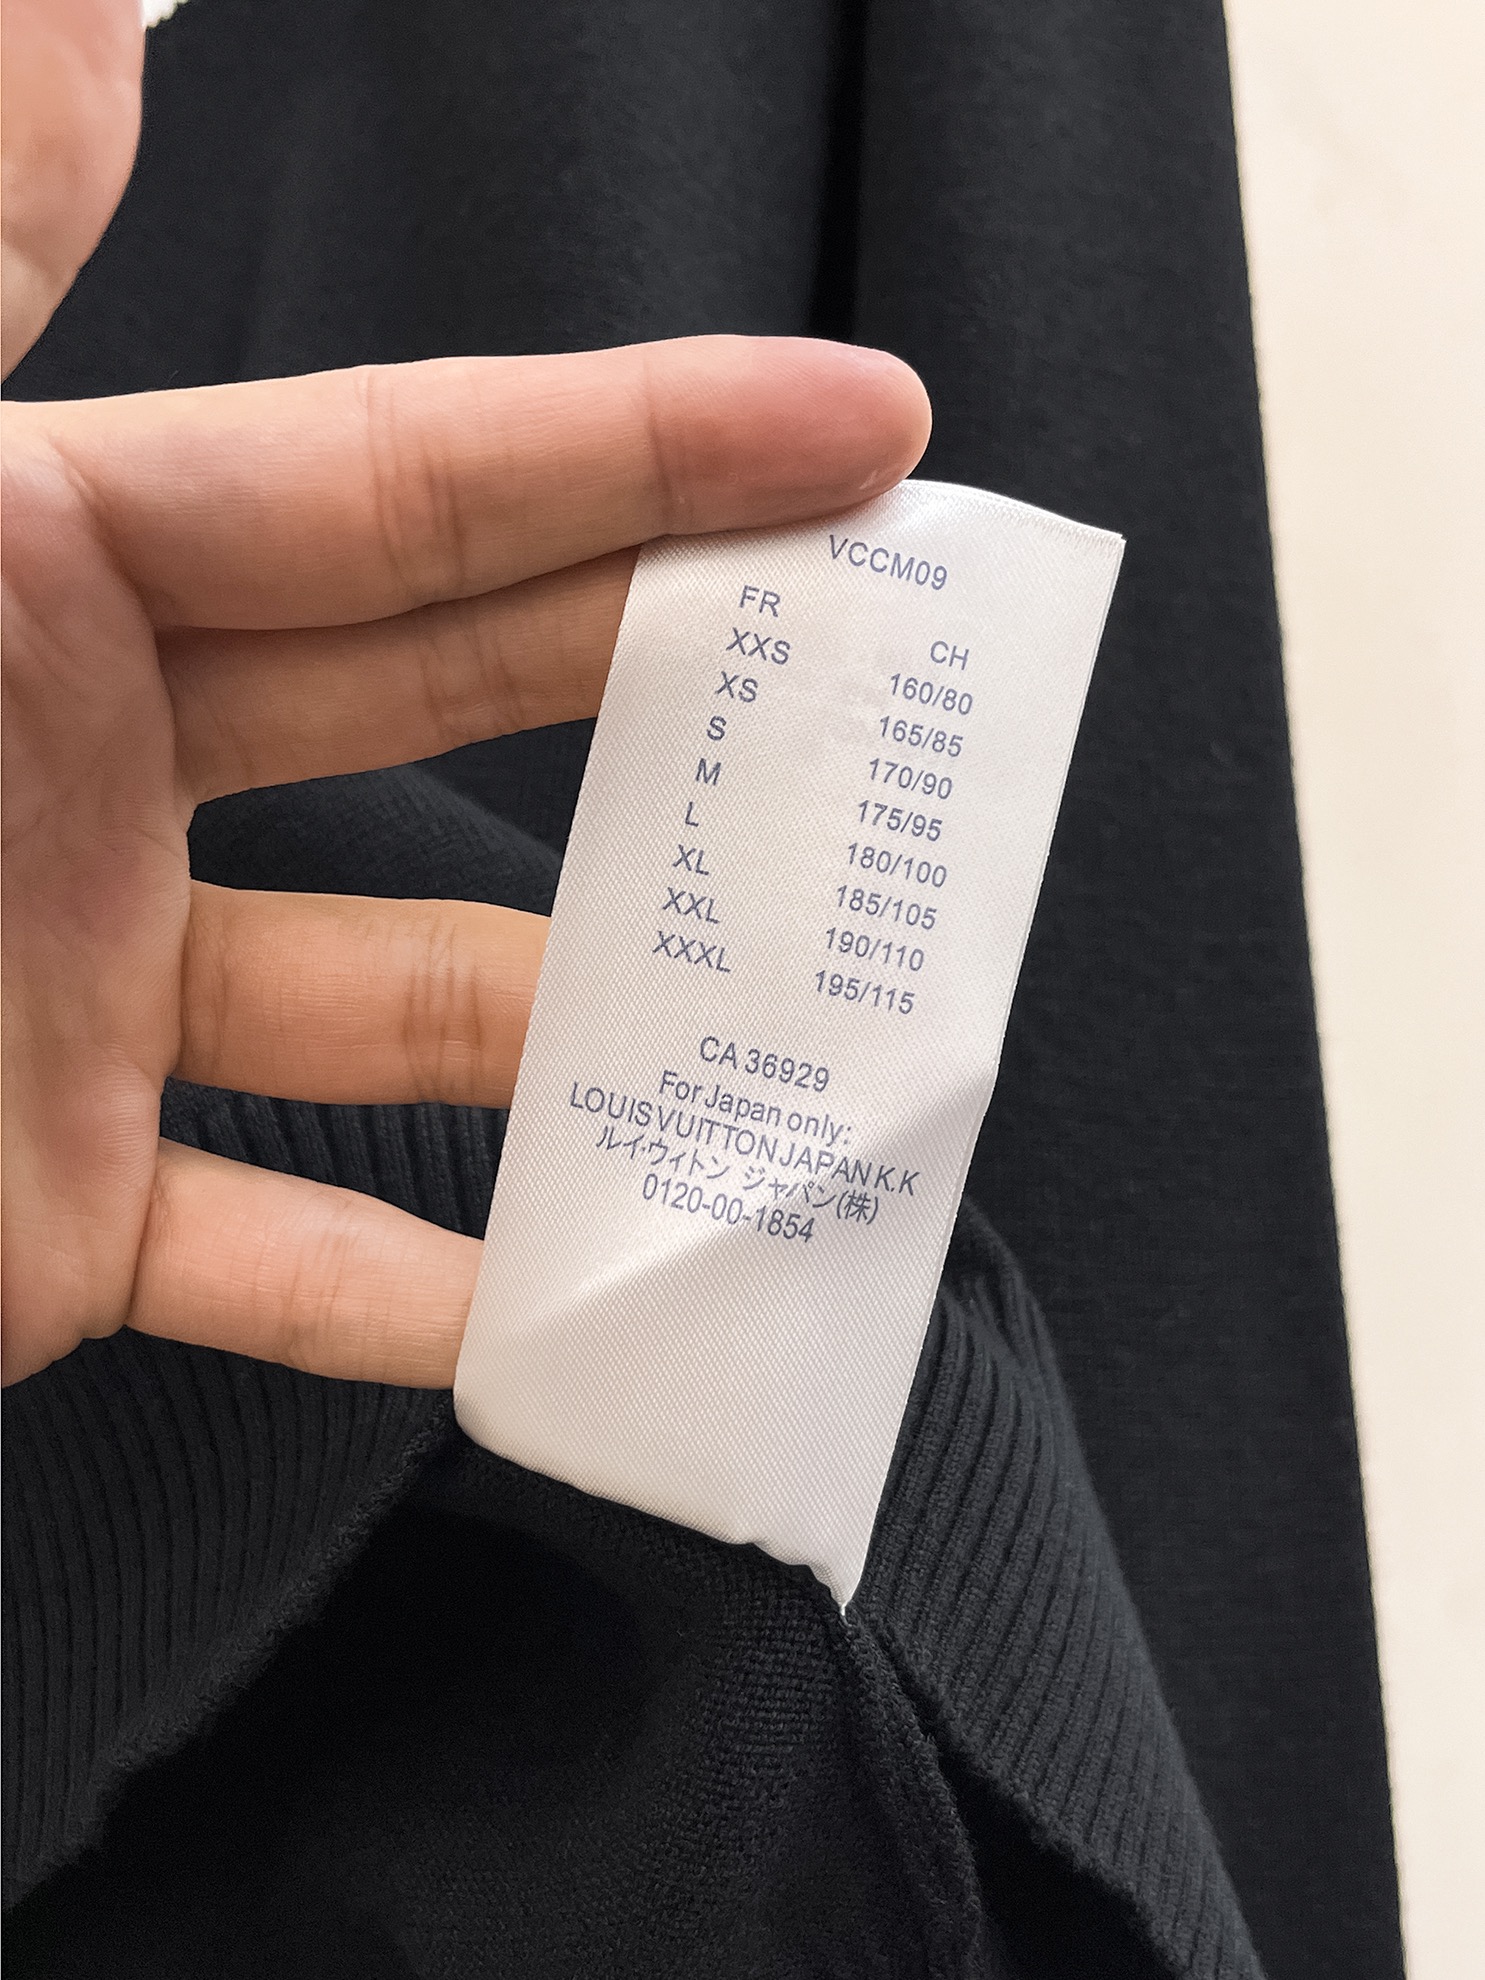 VCCM09
FR CH
XXS 160/80
XS 165/85
S 170/90
M 175/95
L 180/100
XL 185/105
XXL 190/110
XXXL 195/115
CA 36929
For Japan only:
LOUIS VUITTON JAPAN K.K
ルイ・ウィトン ジャパン(株)
0120-00-1854